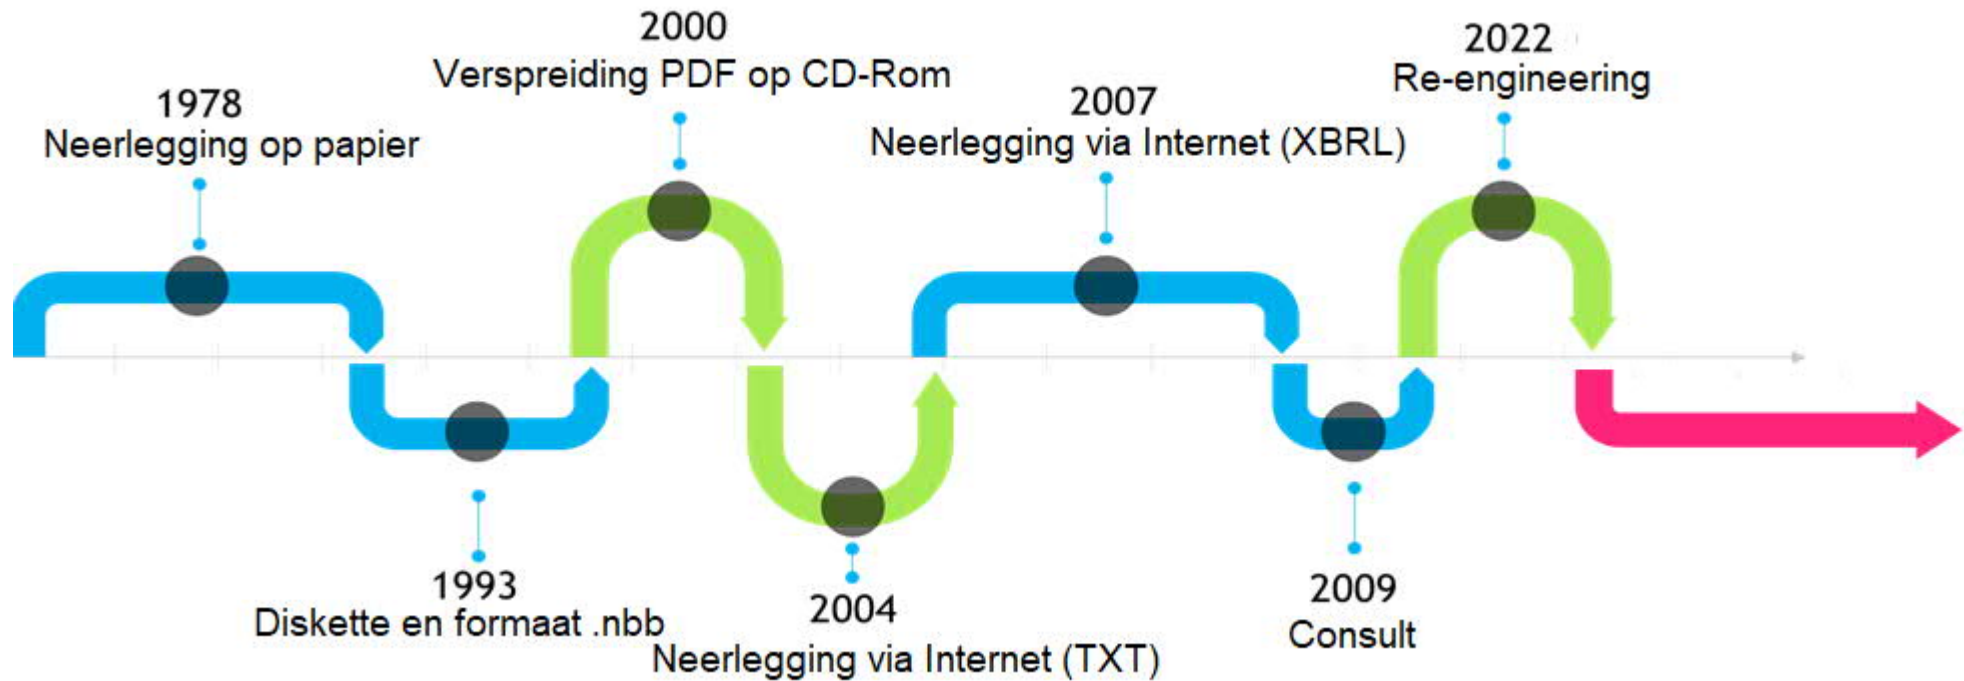 1978
Neerlegging op papier
1993
Diskette en formaat .nbb
2000
Verspreiding PDF op CD-Rom
2004
Neerlegging via Internet (TXT)
2007
Neerlegging via Internet (XBRL)
2009
Consult
2022
Re-engineering